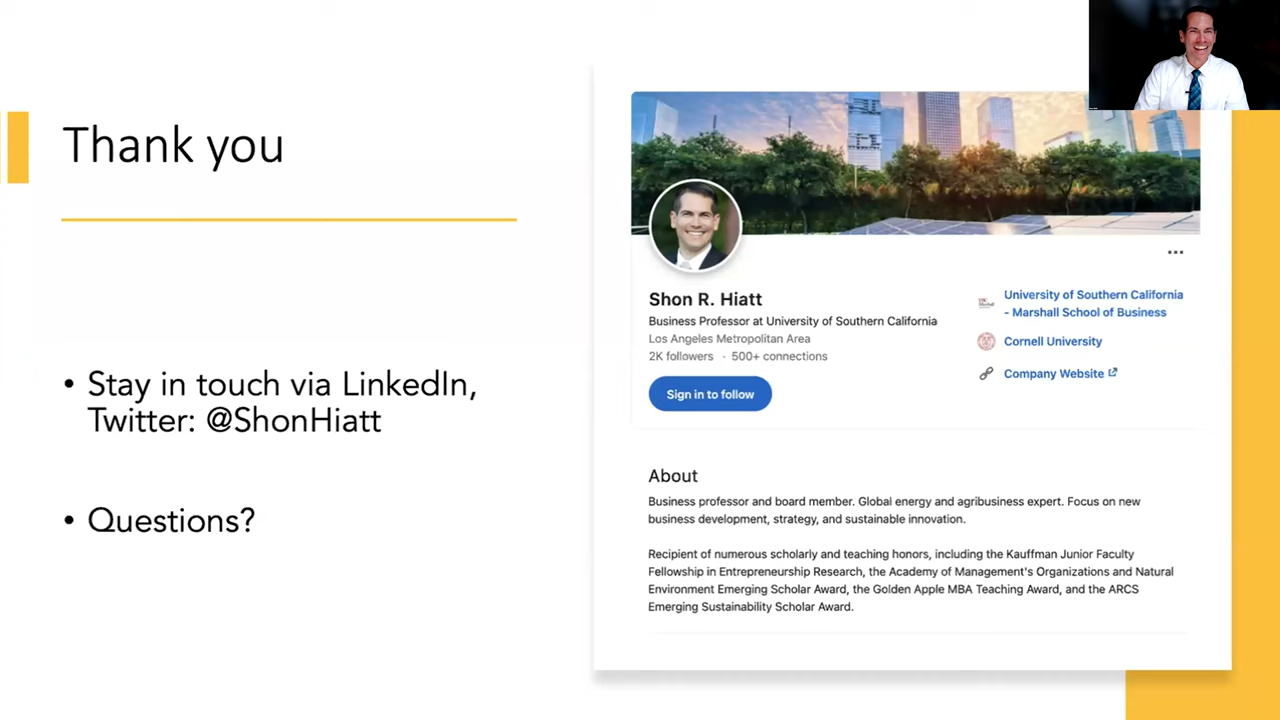 Thank you
• Stay in touch via LinkedIn,
Twitter: @ShonHiatt
• Questions?
Shon R. Hiatt
Business Professor at University of Southern California
Los Angeles Metropolitan Area
2K followers · 500+ connections
Sign in to follow
University of Southern California
- Marshall School of Business
Cornell University
Company Website
About
Business professor and board member. Global energy and agribusiness expert. Focus on new
business development, strategy, and sustainable innovation.
Recipient of numerous scholarly and teaching honors, including the Kauffman Junior Faculty
Fellowship in Entrepreneurship Research, the Academy of Management's Organizations and Natural
Environment Emerging Scholar Award, the Golden Apple MBA Teaching Award, and the ARCS
Emerging Sustainability Scholar Award.